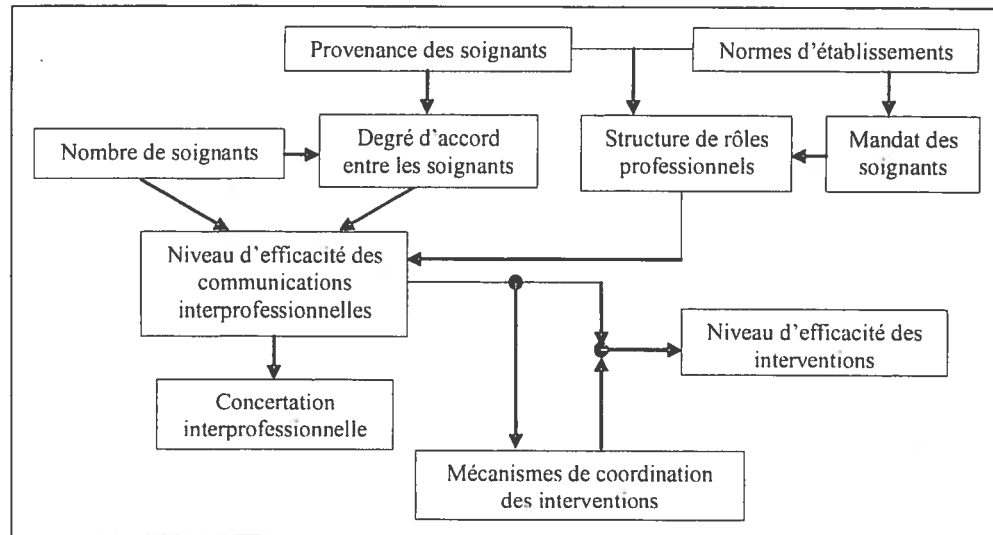 Provenance des soignants
Normes d'établissements
Nombre de soignants
Degré d'accord
entre les soignants
Structure de rôles
professionnels
Mandat des
soignants
Niveau d'efficacité des
communications
interprofessionnelles
Niveau d'efficacité des
interventions
Concertation
interprofessionnelle
Mécanismes de coordination
des interventions